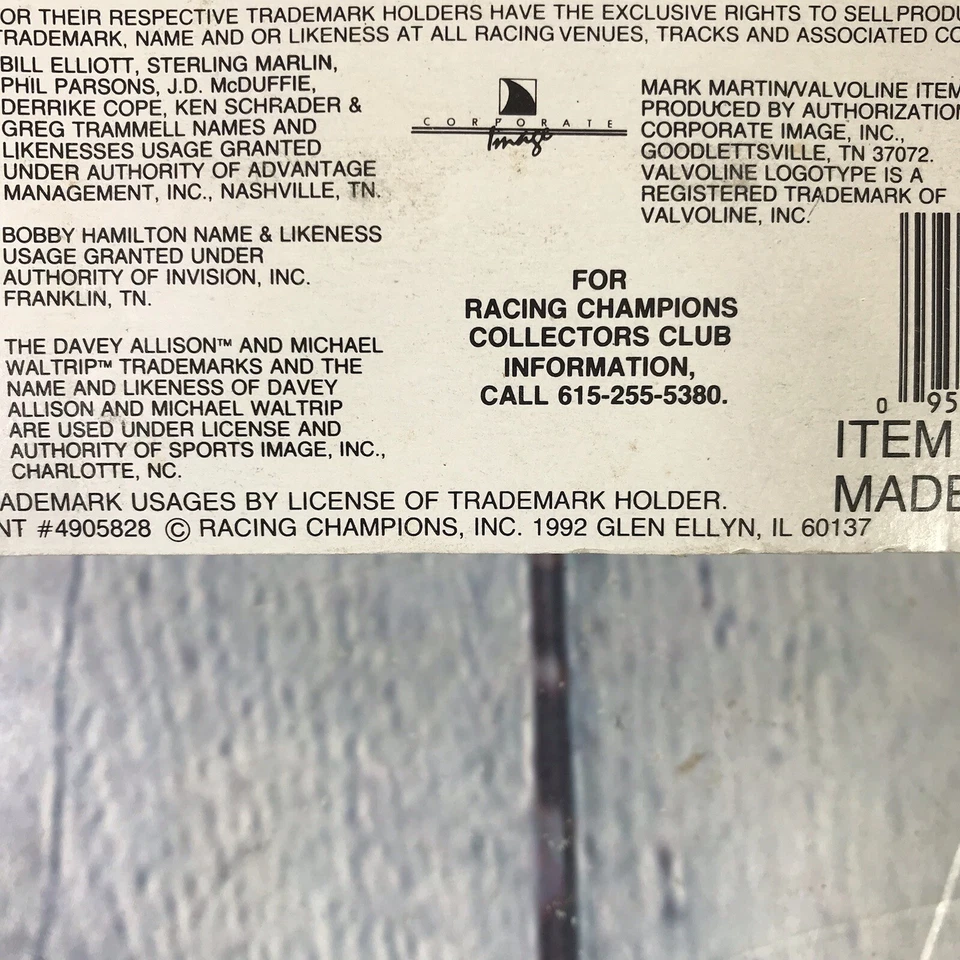 OR THEIR RESPECTIVE TRADEMARK HOLDERS HAVE THE EXCLUSIVE RIGHTS TO SELL PRODU
TRADEMARK, NAME AND OR LIKENESS AT ALL RACING VENUES, TRACKS AND ASSOCIATED CO
BILL ELLIOTT, STERLING MARLIN,
PHIL PARSONS, J.D. McDUFFIE,
DERRIKE COPE, KEN SCHRADER &
GREG TRAMMELL NAMES AND
LIKENESSES USAGE GRANTED
UNDER AUTHORITY OF ADVANTAGE
MANAGEMENT, INC., NASHVILLE, TN.
BOBBY HAMILTON NAME & LIKENESS
USAGE GRANTED UNDER
AUTHORITY OF INVISION, INC.
FRANKLIN, TN.
THE DAVEY ALLISON™ AND MICHAEL
WALTRIP™ TRADEMARKS AND THE
NAME AND LIKENESS OF DAVEY
ALLISON AND MICHAEL WALTRIP
ARE USED UNDER LICENSE AND
AUTHORITY OF SPORTS IMAGE, INC.,
CHARLOTTE, NC.
CORPORATE
Image
FOR
RACING CHAMPIONS
COLLECTORS CLUB
INFORMATION,
CALL 615-255-5380.
MARK MARTIN/VALVOLINE ITEM
PRODUCED BY AUTHORIZATION
CORPORATE IMAGE, INC.,
GOODLETTSVILLE, TN 37072.
VALVOLINE LOGOTYPE IS A
REGISTERED TRADEMARK OF
VALVOLINE, INC.
0 95
ITEM
MADE
ADEMARK USAGES BY LICENSE OF TRADEMARK HOLDER.
NT #4905828 © RACING CHAMPIONS, INC. 1992 GLEN ELLYN, IL 60137